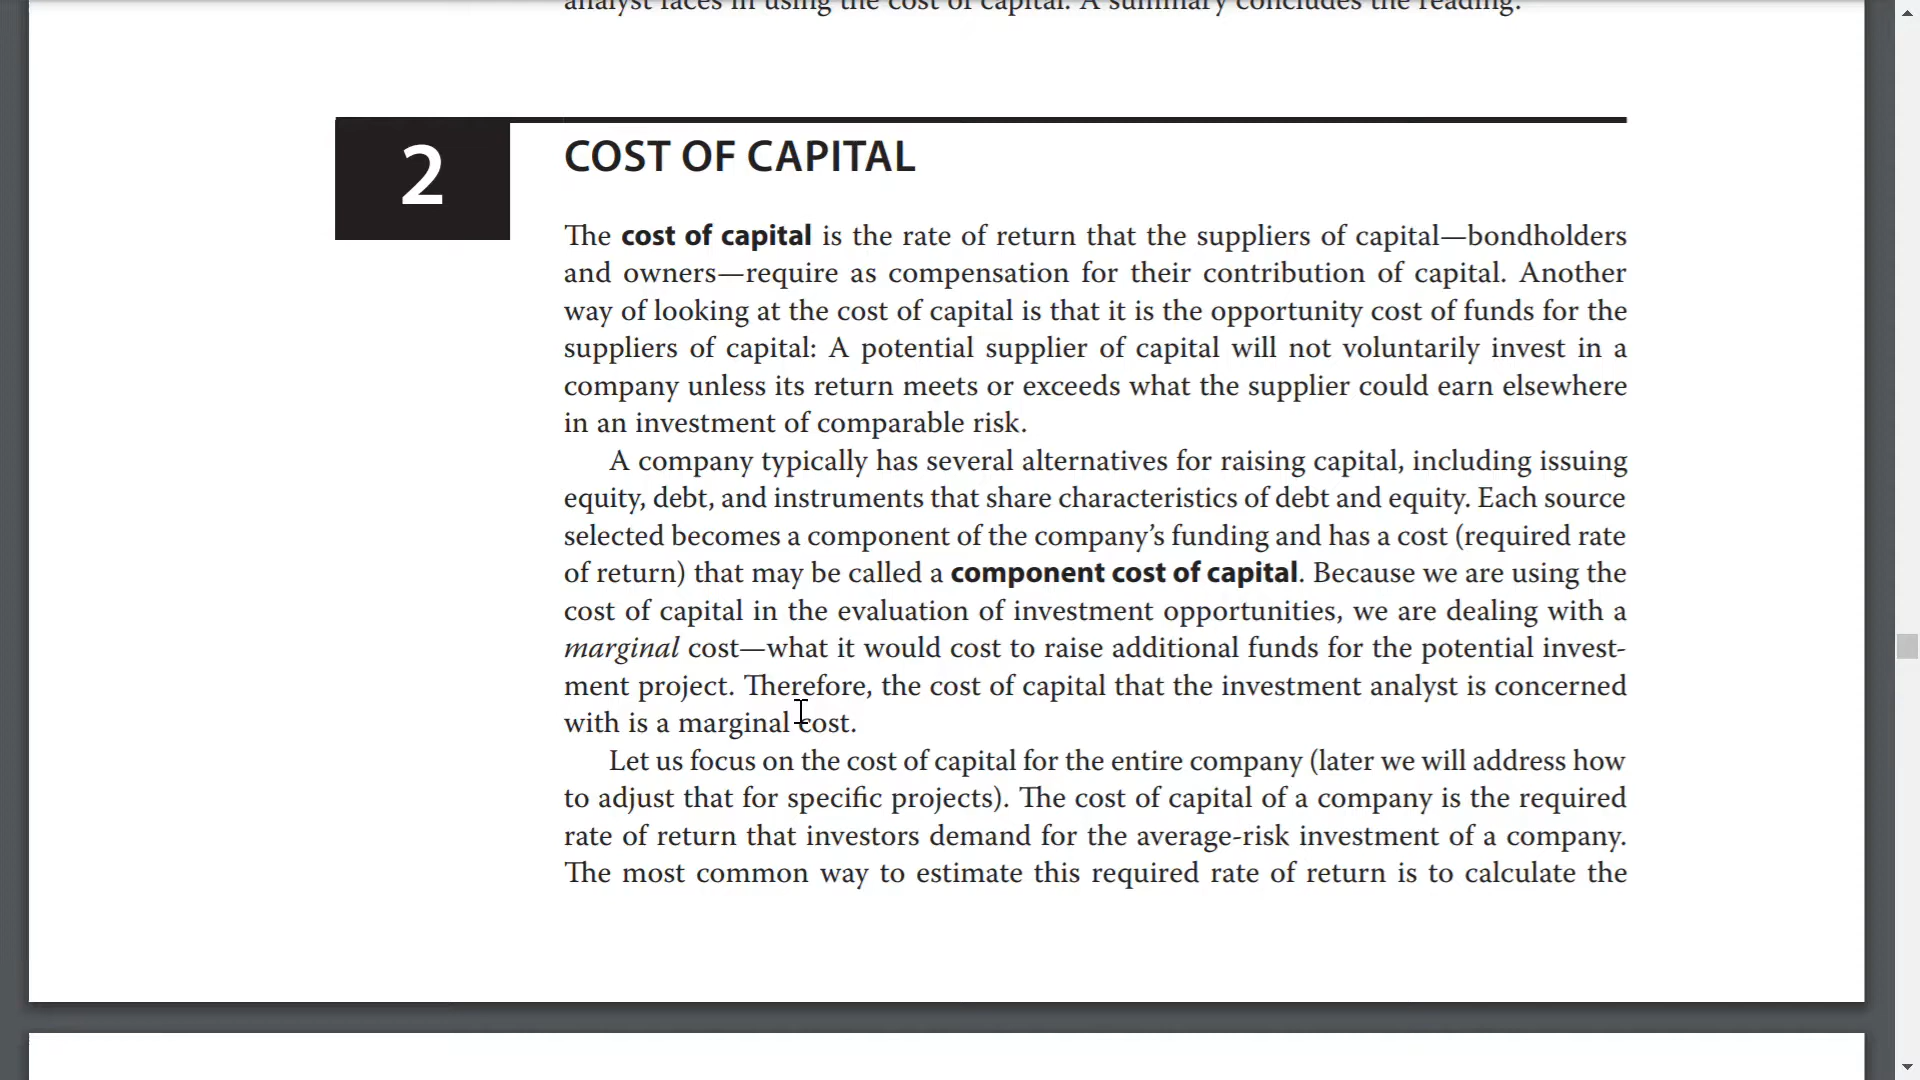 analyst faces in using the cost of capital. A summary concludes the reading.
2
COST OF CAPITAL
The cost of capital is the rate of return that the suppliers of capital—bondholders
and owners—require as compensation for their contribution of capital. Another
way of looking at the cost of capital is that it is the opportunity cost of funds for the
suppliers of capital: A potential supplier of capital will not voluntarily invest in a
company unless its return meets or exceeds what the supplier could earn elsewhere
in an investment of comparable risk.
A company typically has several alternatives for raising capital, including issuing
equity, debt, and instruments that share characteristics of debt and equity. Each source
selected becomes a component of the company’s funding and has a cost (required rate
of return) that may be called a component cost of capital. Because we are using the
cost of capital in the evaluation of investment opportunities, we are dealing with a
marginal cost—what it would cost to raise additional funds for the potential invest-
ment project. Therefore, the cost of capital that the investment analyst is concerned
with is a marginal cost.
Let us focus on the cost of capital for the entire company (later we will address how
to adjust that for specific projects). The cost of capital of a company is the required
rate of return that investors demand for the average-risk investment of a company.
The most common way to estimate this required rate of return is to calculate the